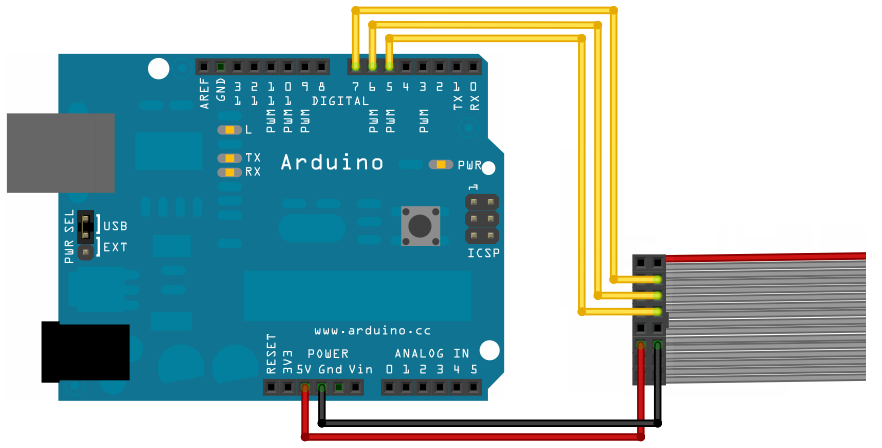 AREF
GND
13
12
PWM 11
PWM 10
PWM 9
8
7
PWM 6
PWM 5
4
PWM 3
2
TX 1
RX 0
DIGITAL
L
TX
RX
Arduino
PWR
1
ICSP
PWR SEL
USB
EXT
www.arduino.cc
POWER
ANALOG IN
RESET
3V3
5V Gnd Vin
0 1 2 3 4 5